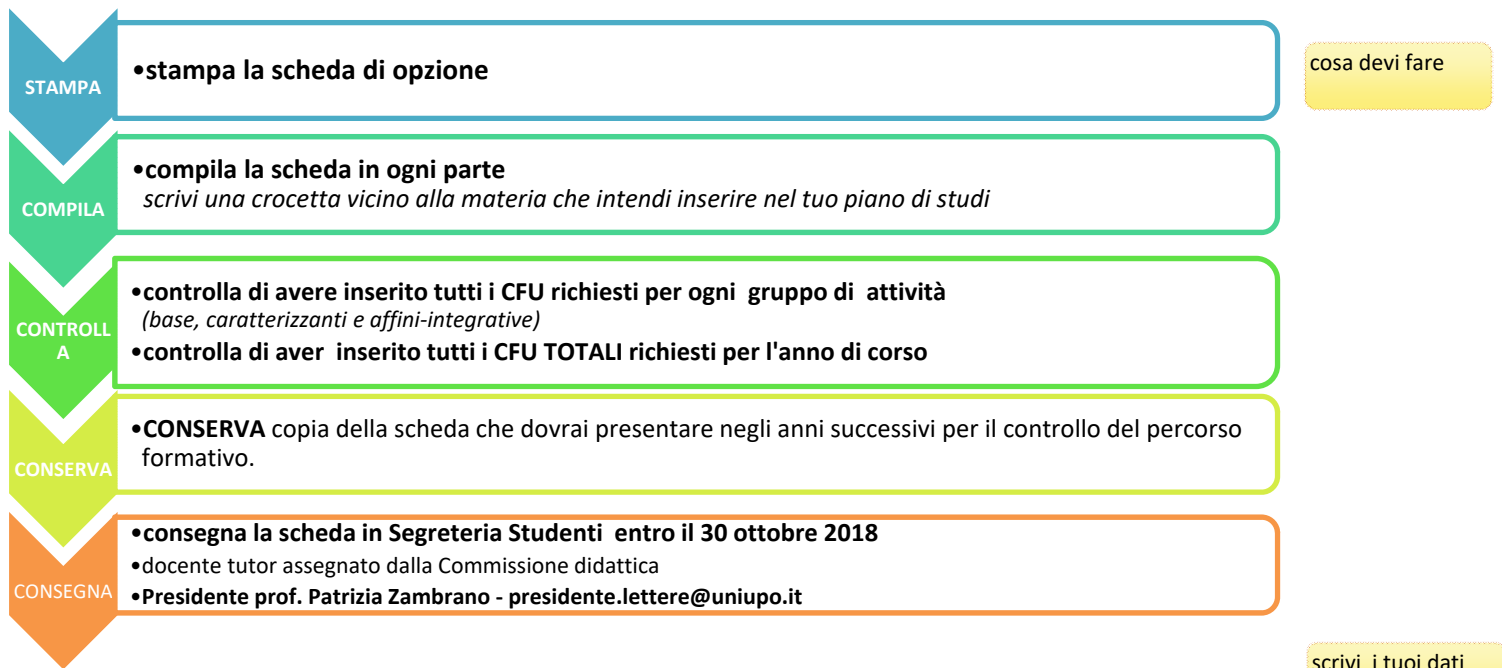 STAMPA
•stampa la scheda di opzione
cosa devi fare
COMPILA
•compila la scheda in ogni parte
scrivi una crocetta vicino alla materia che intendi inserire nel tuo piano di studi
CONTROLL
A
•controlla di avere inserito tutti i CFU richiesti per ogni gruppo di attività
(base, caratterizzanti e affini-integrative)
•controlla di aver inserito tutti i CFU TOTALI richiesti per l'anno di corso
CONSERVA
•CONSERVA copia della scheda che dovrai presentare negli anni successivi per il controllo del percorso
formativo.
CONSEGNA
•consegna la scheda in Segreteria Studenti entro il 30 ottobre 2018
•docente tutor assegnato dalla Commissione didattica
•Presidente prof. Patrizia Zambrano - presidente.lettere@uniupo.it
scrivi i tuoi dati